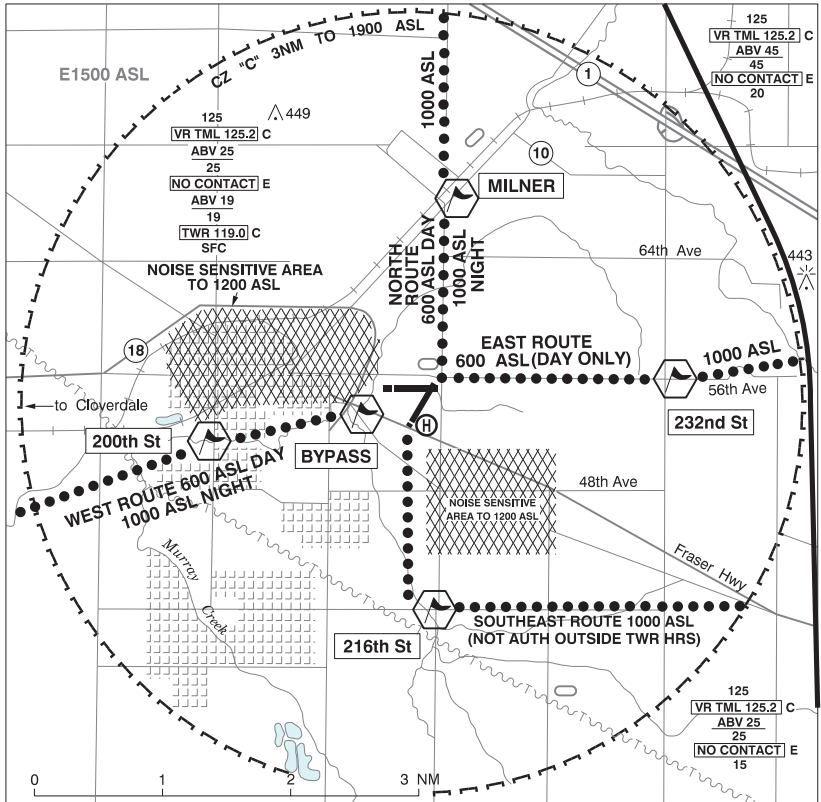 CZ "C" 3NM TO 1900 ASL
E1500 ASL
125
VR TML 125.2 C
ABV 25
25
NO CONTACT E
ABV 19
19
TWR 119.0 C
SFC
449
1000 ASL
1
10
125
VR TML 125.2 C
ABV 45
45
NO CONTACT E
20
MILNER
NORTH
ROUTE
600 ASL DAY
1000 ASL
NIGHT
64th Ave
443
NOISE SENSITIVE AREA
TO 1200 ASL
18
EAST ROUTE
600 ASL(DAY ONLY)
1000 ASL
56th Ave
232nd St
to Cloverdale
200th St
BYPASS
H
WEST ROUTE 600 ASL DAY
1000 ASL NIGHT
48th Ave
NOISE SENSITIVE
AREA TO 1200 ASL
Fraser Hwy
Murray
Creek
216th St
SOUTHEAST ROUTE 1000 ASL
(NOT AUTH OUTSIDE TWR HRS)
125
VR TML 125.2 C
ABV 25
25
NO CONTACT E
15
0 1 2 3 NM